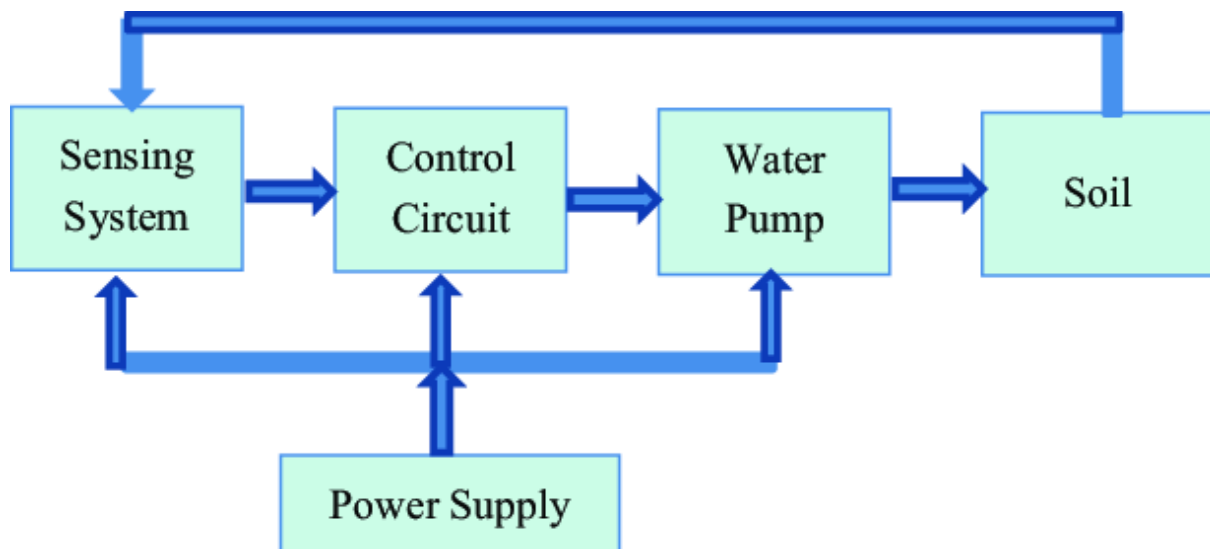 Sensing
System
Control
Circuit
Water
Pump
Soil
Power Supply